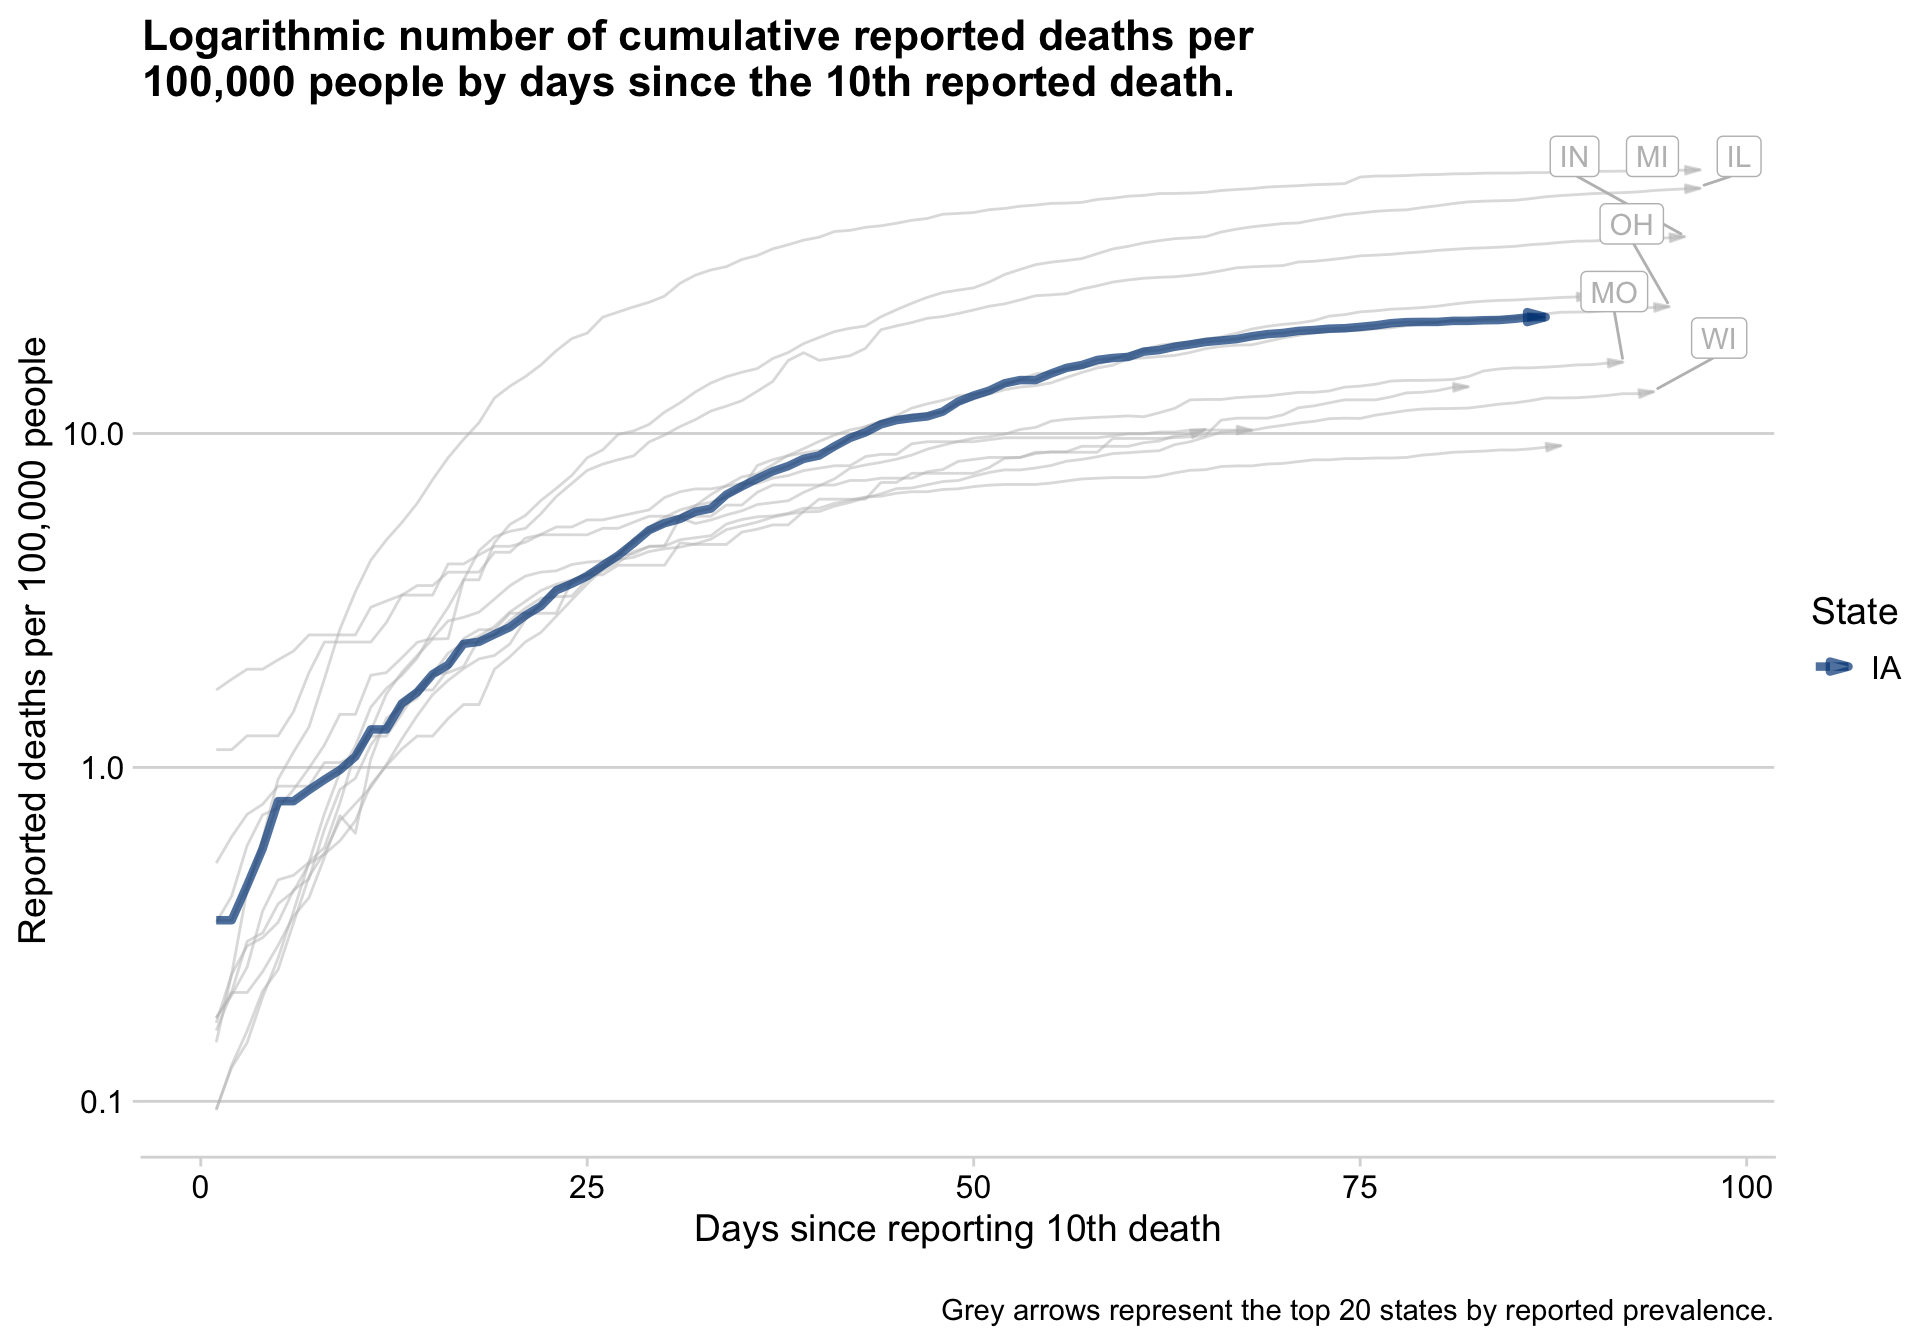 Logarithmic number of cumulative reported deaths per
100,000 people by days since the 10th reported death.
IN
MI
IL
OH
MO
WI
Reported deaths per 100,000 people
10.0
1.0
0.1
State
IA
0
25
50
75
100
Days since reporting 10th death
Grey arrows represent the top 20 states by reported prevalence.